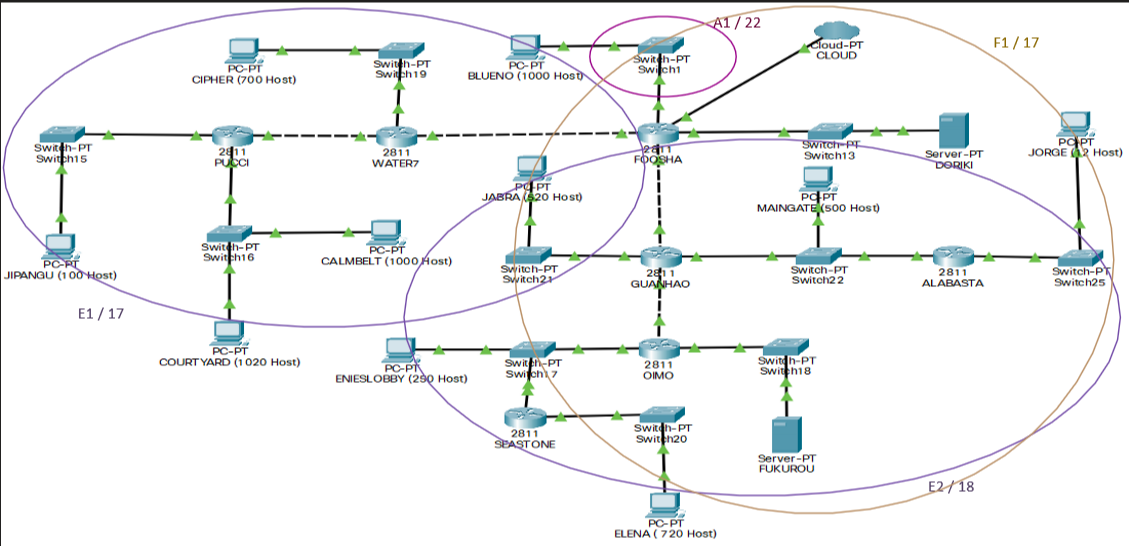 A1 / 22
F1 / 17
Cloud-PT
CLOUD
PC-PT
CIPHER (700 Host)
Switch-PT
Switch19
PC-PT
BLUENO (1000 Host)
Switch-PT
Switch1
Switch-PT
Switch15
2811
PUCCI
2811
WATER7
2811
FOOSHA
Switch-PT
Switch13
Server-PT
DORIKI
PC-PT
JORGE (12 Host)
PC-PT
JABRA (520 Host)
PC-PT
MAINGATE (500 Host)
PC-PT
JIPANGU (100 Host)
Switch-PT
Switch16
PC-PT
CALMBELT (1000 Host)
Switch-PT
Switch21
2811
GUANHAO
Switch-PT
Switch22
2811
ALABASTA
Switch-PT
Switch25
E1 / 17
PC-PT
COURTYARD (1020 Host)
PC-PT
ENIESLOBBY (290 Host)
Switch-PT
Switch17
2811
OIMO
Switch-PT
Switch18
2811
SEASTONE
Switch-PT
Switch20
Server-PT
FUKUROU
E2 / 18
PC-PT
ELENA ( 720 Host)